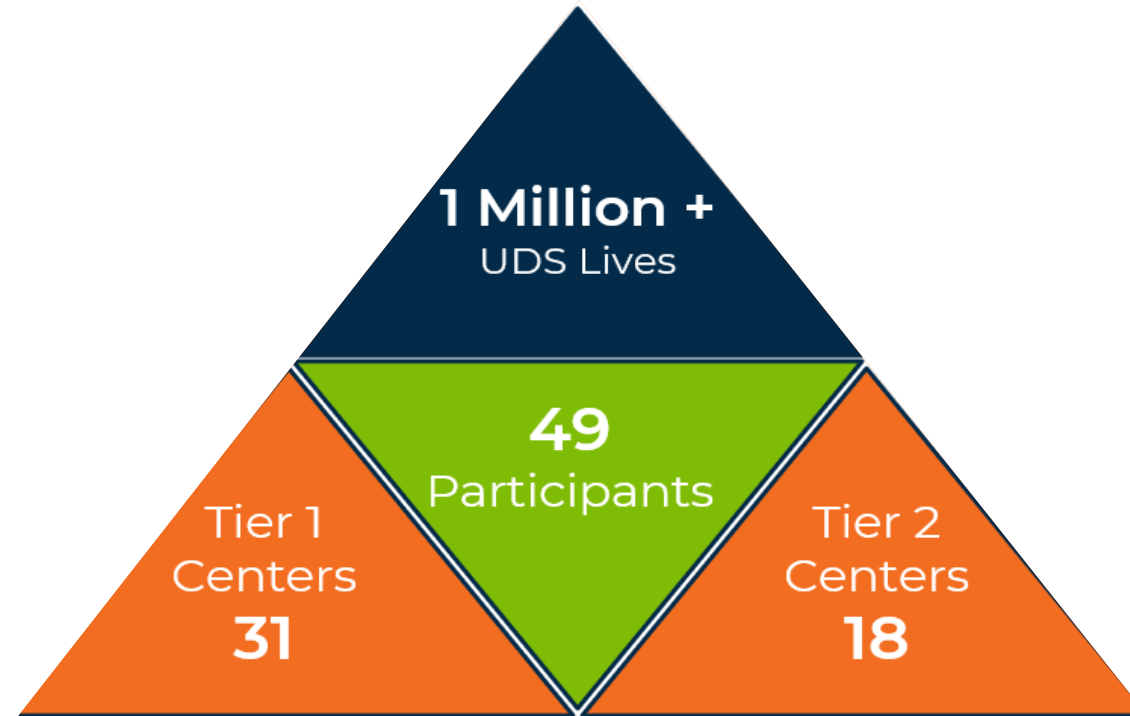 1 Million +
UDS Lives
49
Participants
Tier 1
Centers
31
Tier 2
Centers
18